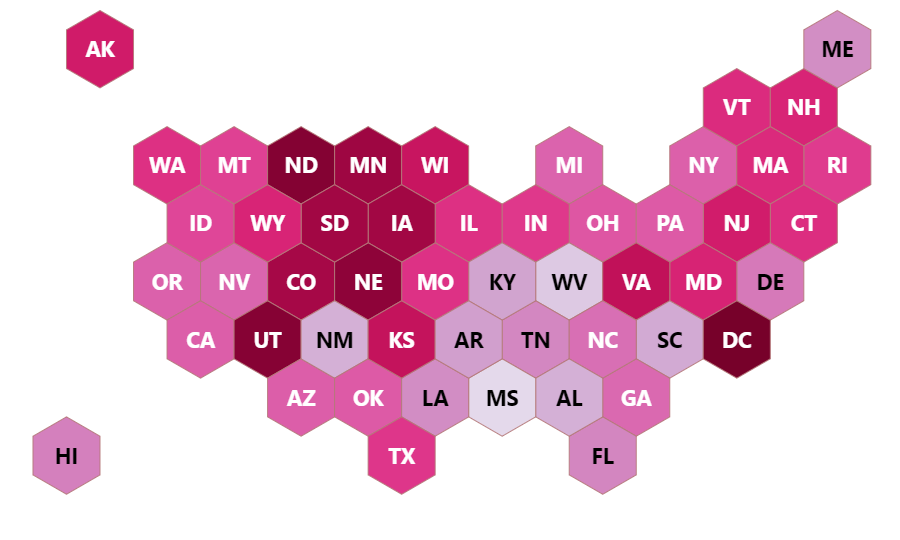 AK ME
VT NH
WA MT ND MN WI MI NY MA RI
ID WY SD IA IL IN OH PA NJ CT
OR NV CO NE MO KY WV VA MD DE
CA UT NM KS AR TN NC SC DC
AZ OK LA MS AL GA
HI TX FL